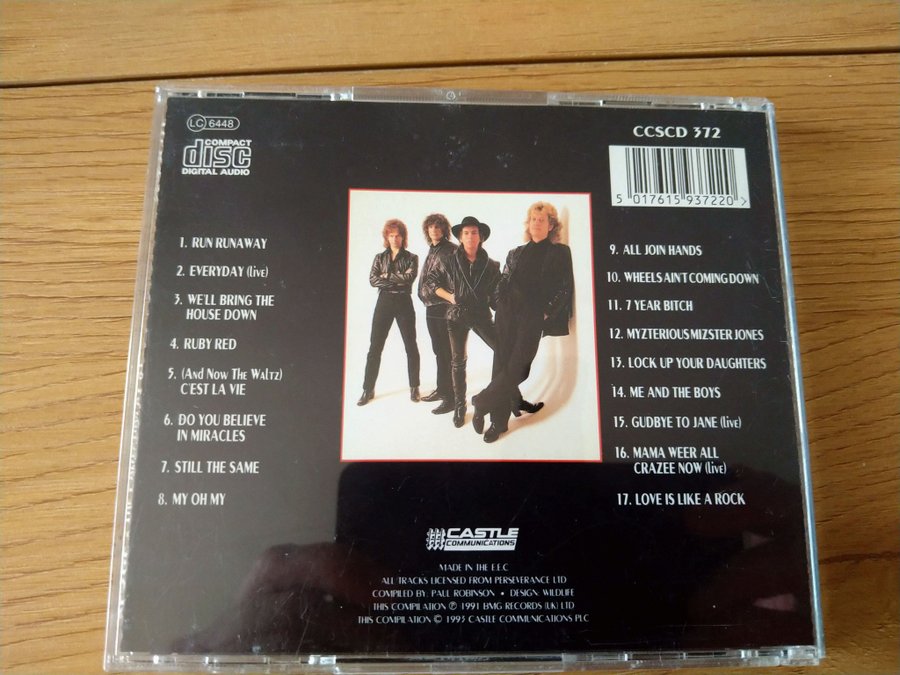 LC 6448
COMPACT
disc
DIGITAL AUDIO
CCSCD 372
5 017615 937220 >
1. RUN RUNAWAY
2. EVERYDAY (live)
3. WE'LL BRING THE
HOUSE DOWN
4. RUBY RED
5. (And Now The Waltz)
C'EST LA VIE
6. DO YOU BELIEVE
IN MIRACLES
7. STILL THE SAME
8. MY OH MY
9. ALL JOIN HANDS
10. WHEELS AIN'T COMING DOWN
11. 7 YEAR BITCH
12. MYZTERIOUS MIZSTER JONES
13. LOCK UP YOUR DAUGHTERS
14. ME AND THE BOYS
15. GUDBYE TO JANE (live)
16. MAMA WEER ALL
CRAZEE NOW (live)
17. LOVE IS LIKE A ROCK
CASTLE
COMMUNICATIONS
MADE IN THE E.E.C
ALL TRACKS LICENSED FROM PERSEVERANCE LTD
COMPILED BY: PAUL ROBINSON • DESIGN: WILDLIFE
THIS COMPILATION ℗ 1991 BMG RECORDS (UK) LTD
THIS COMPILATION © 1993 CASTLE COMMUNICATIONS PLC